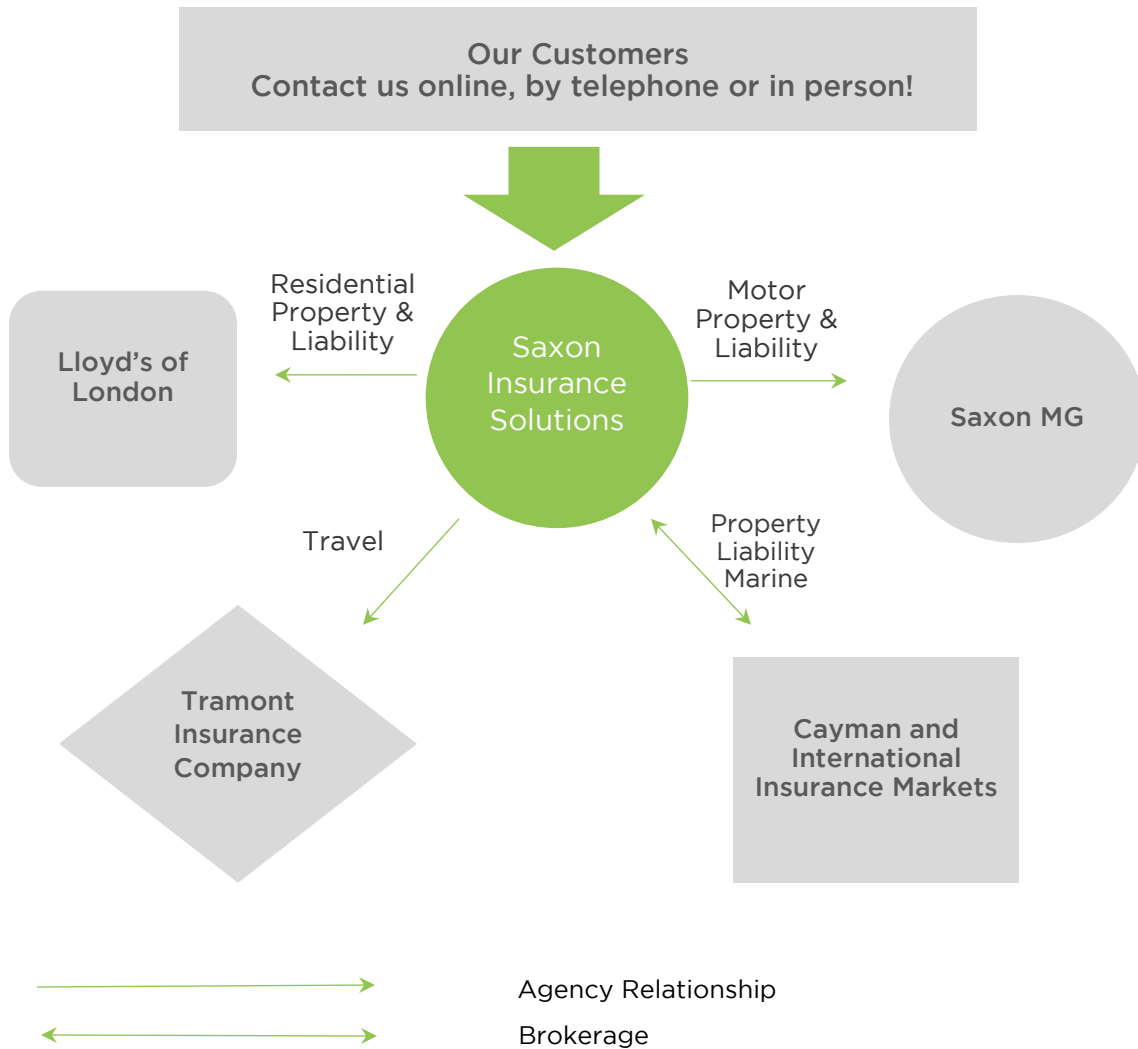 Our Customers
Contact us online, by telephone or in person!
Residential
Property &
Liability
Motor
Property &
Liability
Lloyd's of
London
Saxon
Insurance
Solutions
Saxon MG
Travel
Property
Liability
Marine
Tramont
Insurance
Company
Cayman and
International
Insurance Markets
Agency Relationship
Brokerage